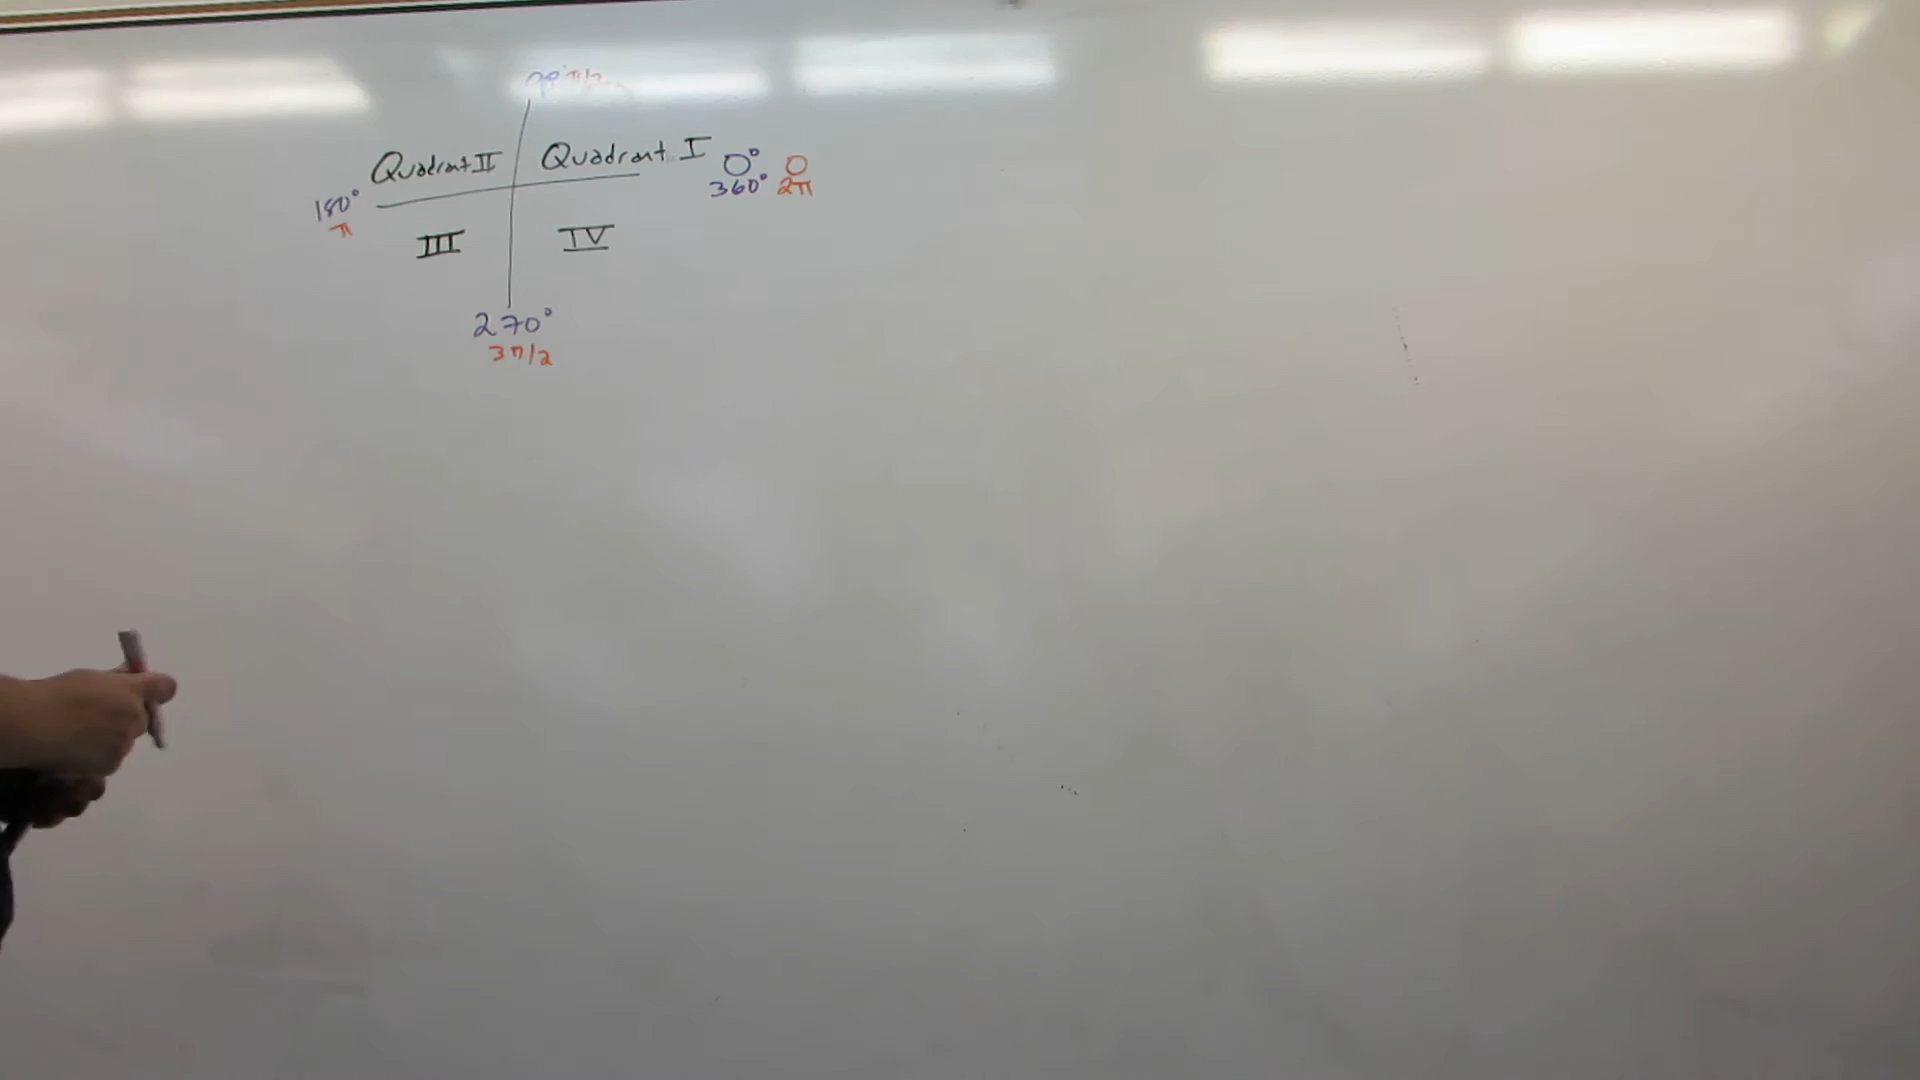 90° π/2
Quadrant II Quadrant I 0° 0
360° 2π
180°
π
III IV
270°
3π/2